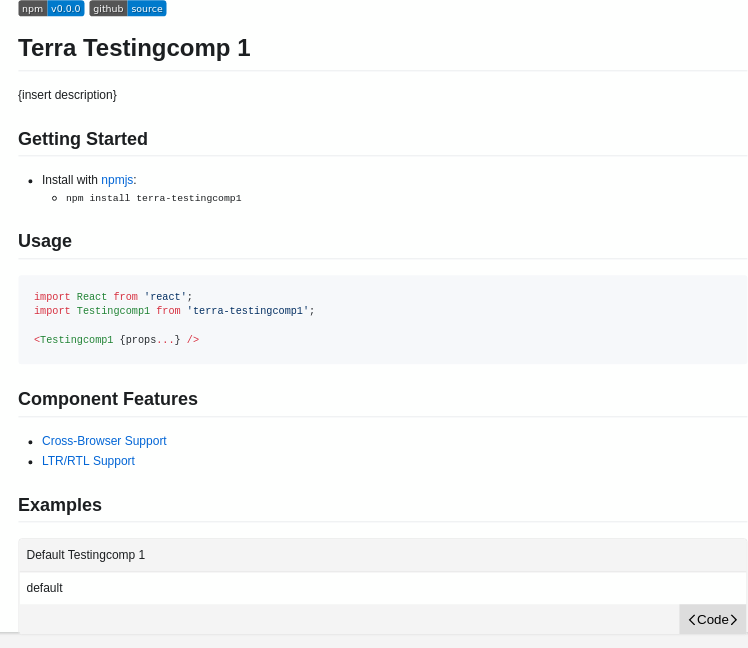 npm v0.0.0 github source
Terra Testingcomp 1
{insert description}
Getting Started
Install with npmjs:
npm install terra-testingcomp1
Usage
import React from 'react';
import Testingcomp1 from 'terra-testingcomp1';
<Testingcomp1 {props...} />
Component Features
Cross-Browser Support
LTR/RTL Support
Examples
Default Testingcomp 1
default
<Code>